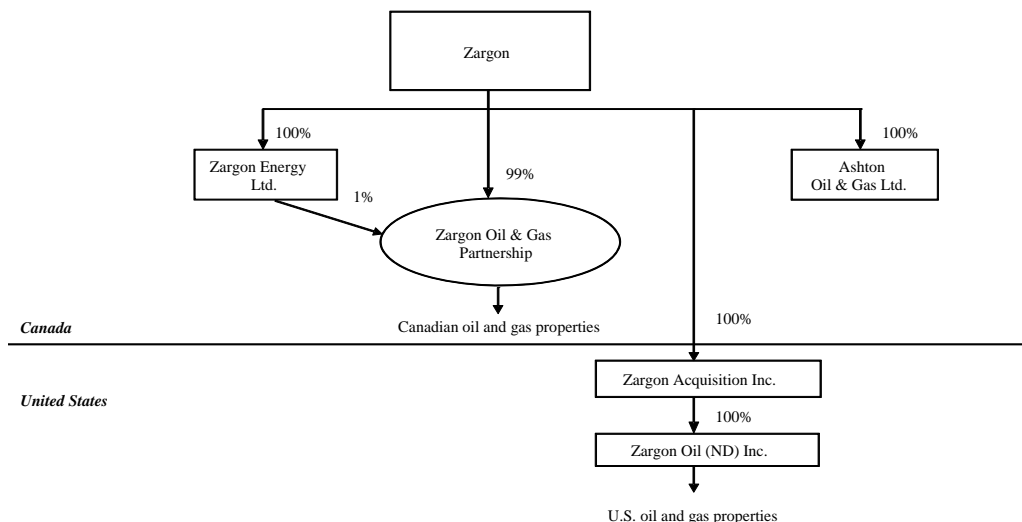 Zargon
100%
100%
Zargon Energy
Ltd.
Ashton
Oil & Gas Ltd.
99%
1%
Zargon Oil & Gas
Partnership
Canada
Canadian oil and gas properties
100%
Zargon Acquisition Inc.
United States
100%
Zargon Oil (ND) Inc.
U.S. oil and gas properties